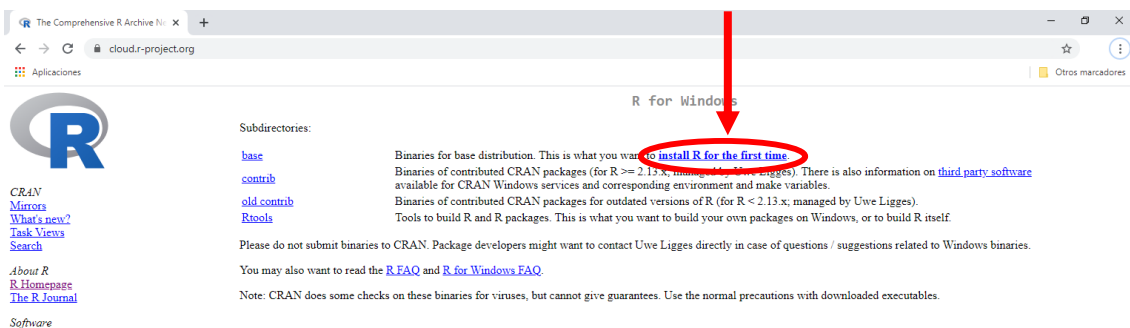 The Comprehensive R Archive Ne
cloud.r-project.org
Aplicaciones
Otros marcadores
R
R for Windows
Subdirectories:
base Binaries for base distribution. This is what you want to install R for the first time.
contrib Binaries of contributed CRAN packages (for R >= 2.13.x; managed by Uwe Ligges). There is also information on third party software
available for CRAN Windows services and corresponding environment and make variables.
old contrib Binaries of contributed CRAN packages for outdated versions of R (for R < 2.13.x; managed by Uwe Ligges).
Rtools Tools to build R and R packages. This is what you want to build your own packages on Windows, or to build R itself.
Please do not submit binaries to CRAN. Package developers might want to contact Uwe Ligges directly in case of questions / suggestions related to Windows binaries.
You may also want to read the R FAQ and R for Windows FAQ.
Note: CRAN does some checks on these binaries for viruses, but cannot give guarantees. Use the normal precautions with downloaded executables.
CRAN
Mirrors
What's new?
Task Views
Search
About R
R Homepage
The R Journal
Software